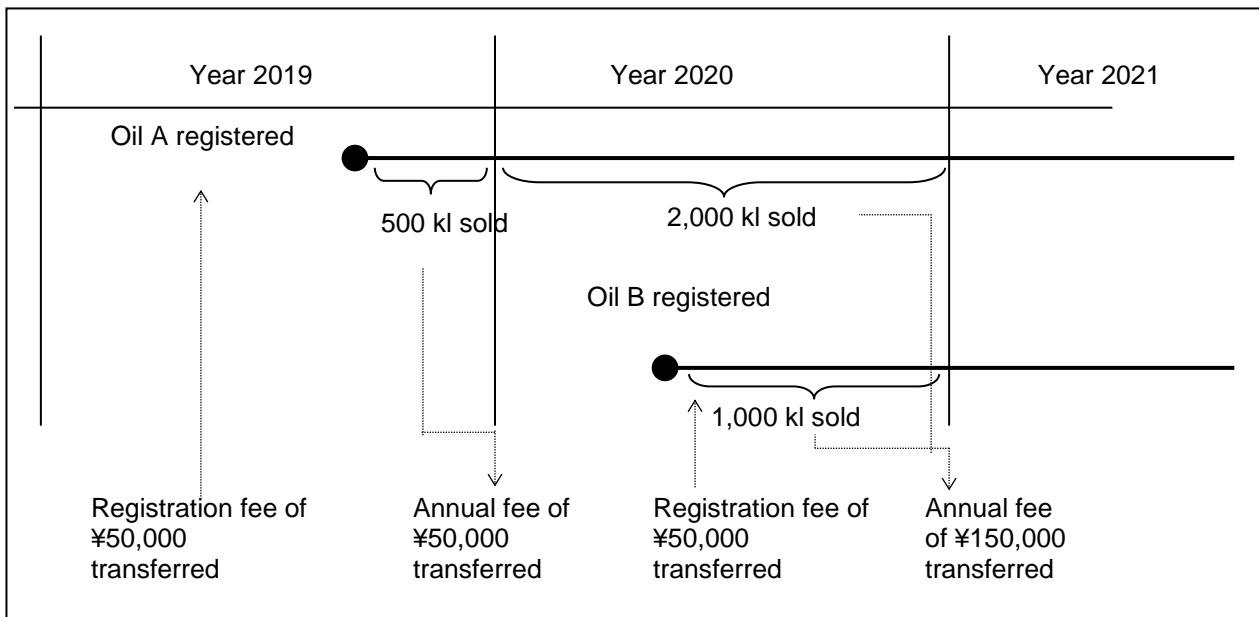 Year 2019
Year 2020
Year 2021
Oil A registered
500 kl sold
2,000 kl sold
Oil B registered
1,000 kl sold
Registration fee of
¥50,000
transferred
Annual fee of
¥50,000
transferred
Registration fee of
¥50,000
transferred
Annual fee
of ¥150,000
transferred